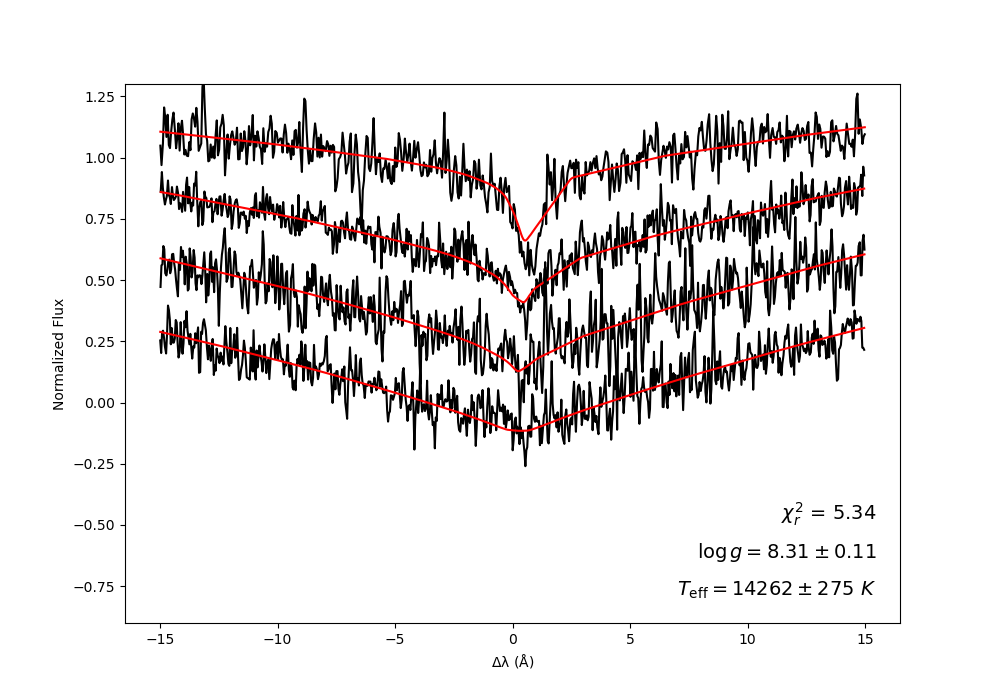 1.25
1.00
0.75
0.50
0.25
0.00
−0.25
−0.50
−0.75
Normalized Flux
χ²ᵣ = 5.34
log g = 8.31 ± 0.11
T_eff = 14262 ± 275 K
−15 −10 −5 0 5 10 15
Δλ (Å)